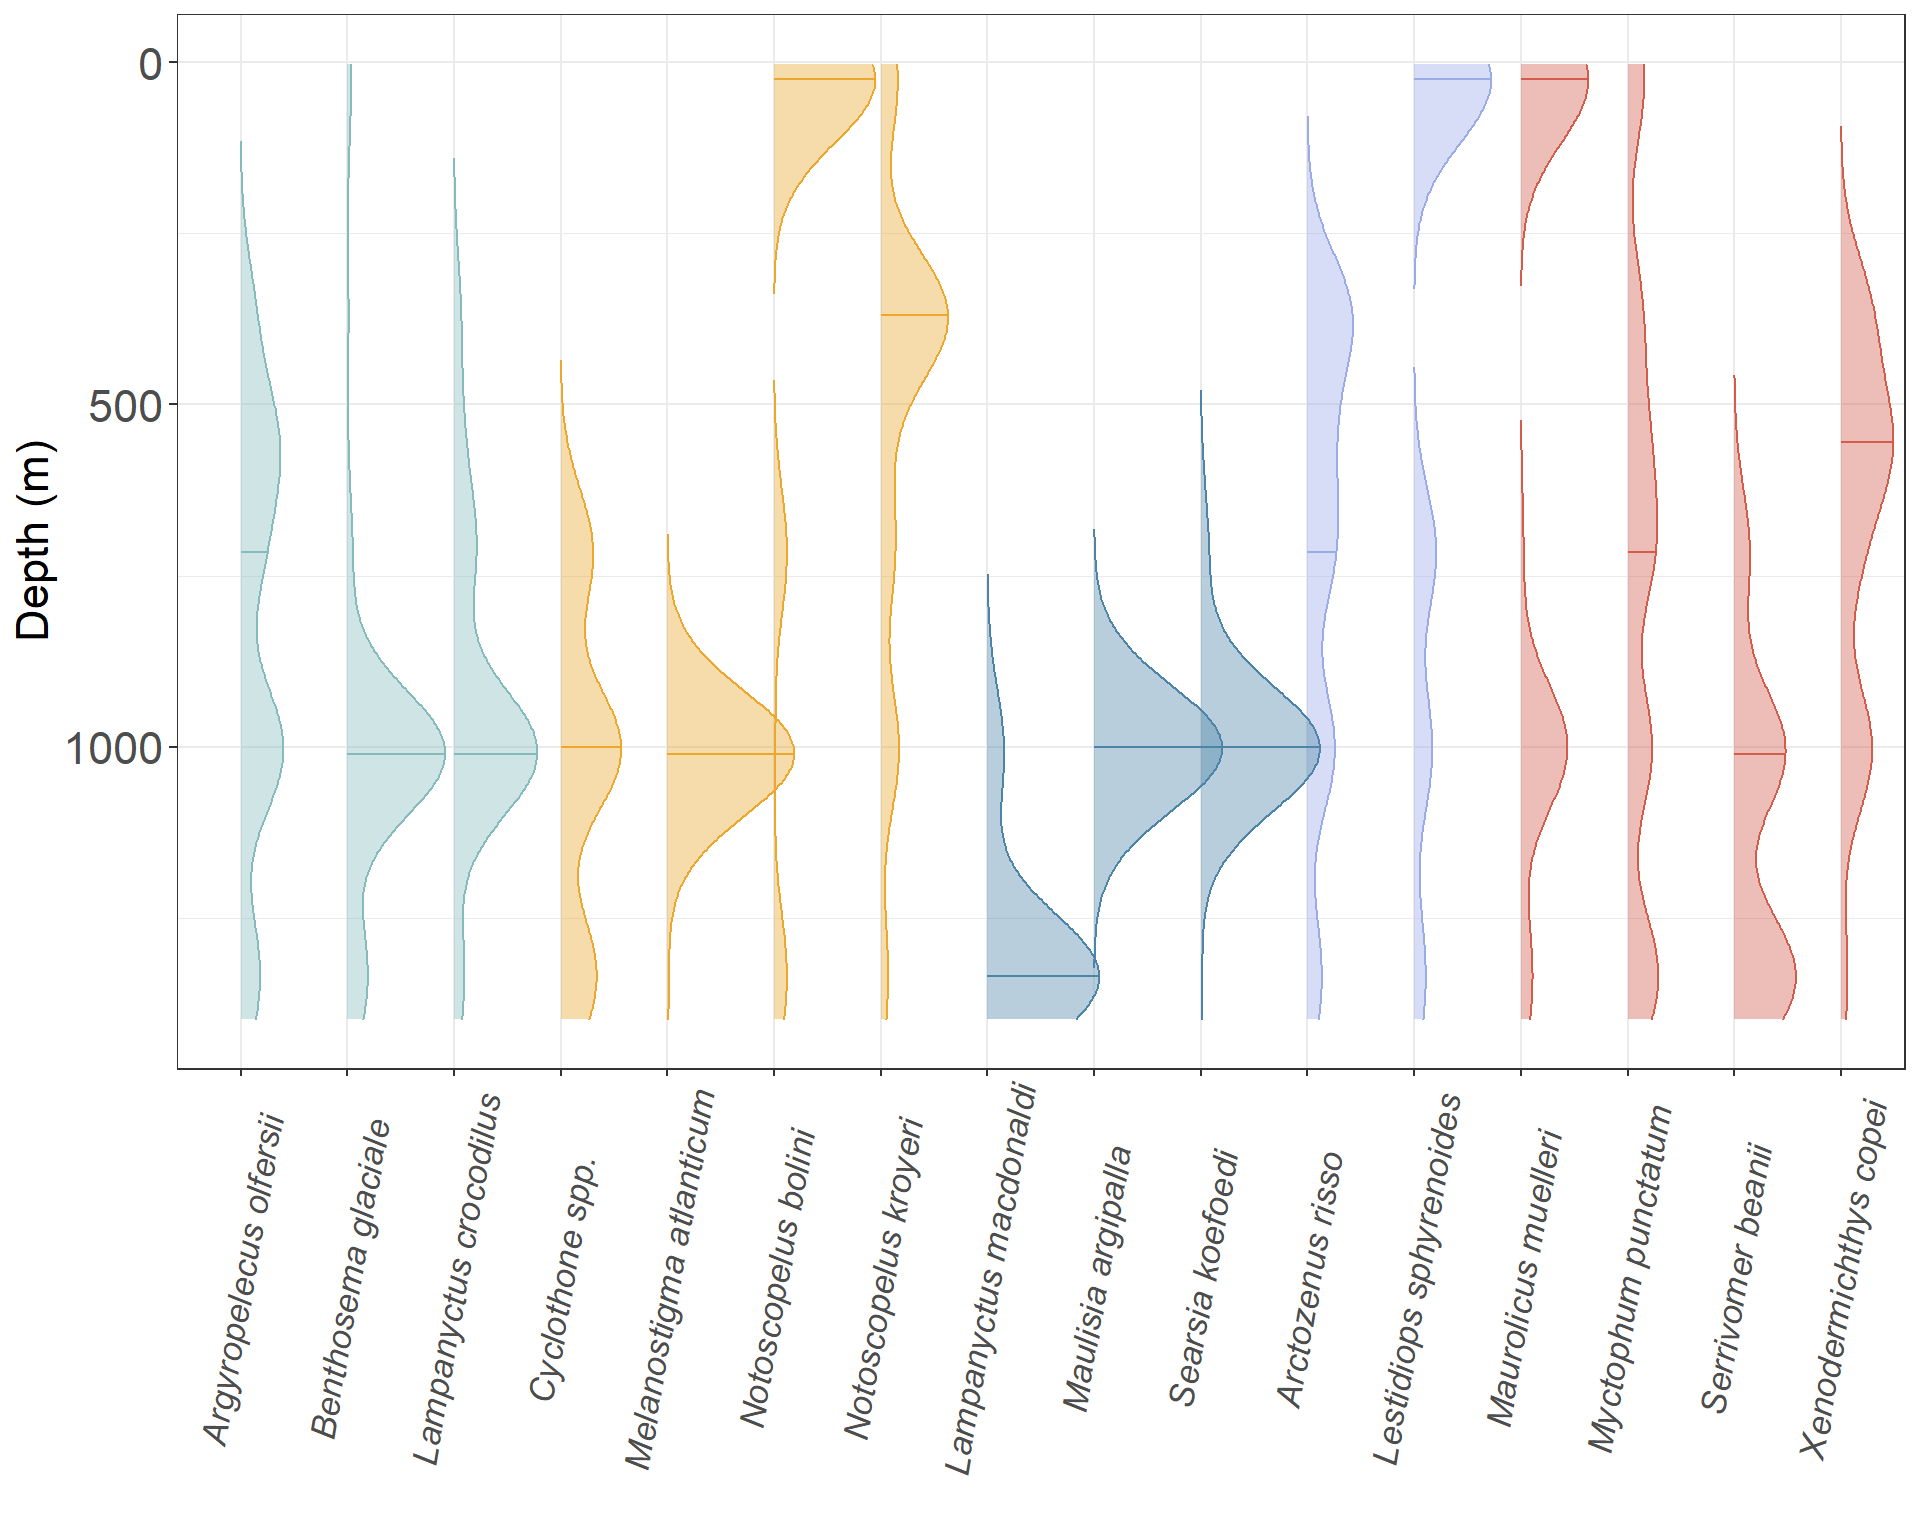 0
500
1000
Depth (m)
Argyropelecus olfersii
Benthosema glaciale
Lampanyctus crocodilus
Cyclothone spp.
Melanostigma atlanticum
Notoscopelus bolini
Notoscopelus kroyeri
Lampanyctus macdonaldi
Maulisia argipalla
Searsia koefoedi
Arctozenus risso
Lestidiops sphyrenoides
Maurolicus muelleri
Myctophum punctatum
Serrivomer beanii
Xenodermichthys copei